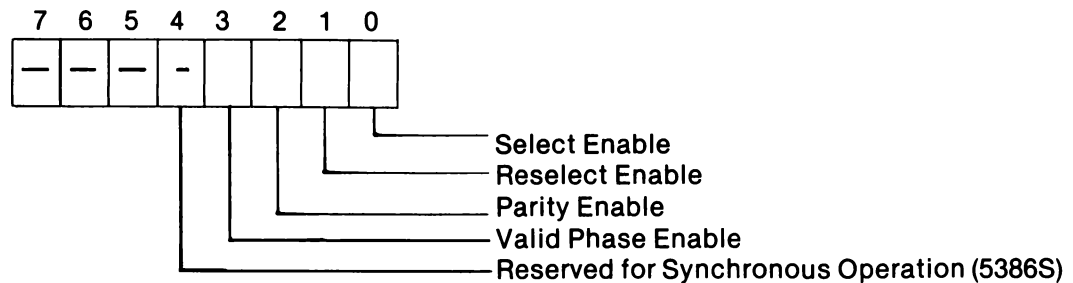 7 6 5 4 3 2 1 0
— — — -
Select Enable
Reselect Enable
Parity Enable
Valid Phase Enable
Reserved for Synchronous Operation (5386S)